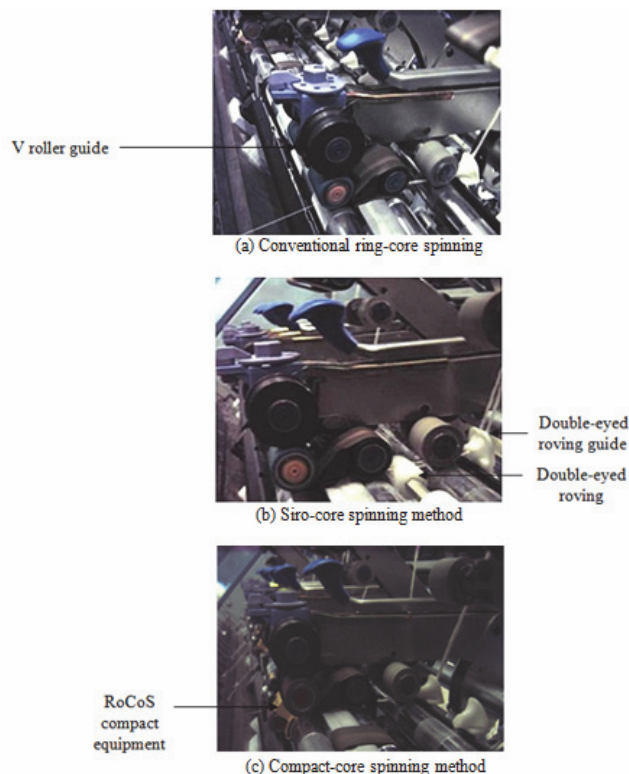 V roller guide
(a) Conventional ring-core spinning
Double-eyed
roving guide
Double-eyed
roving
(b) Siro-core spinning method
RoCoS
compact
equipment
(c) Compact-core spinning method